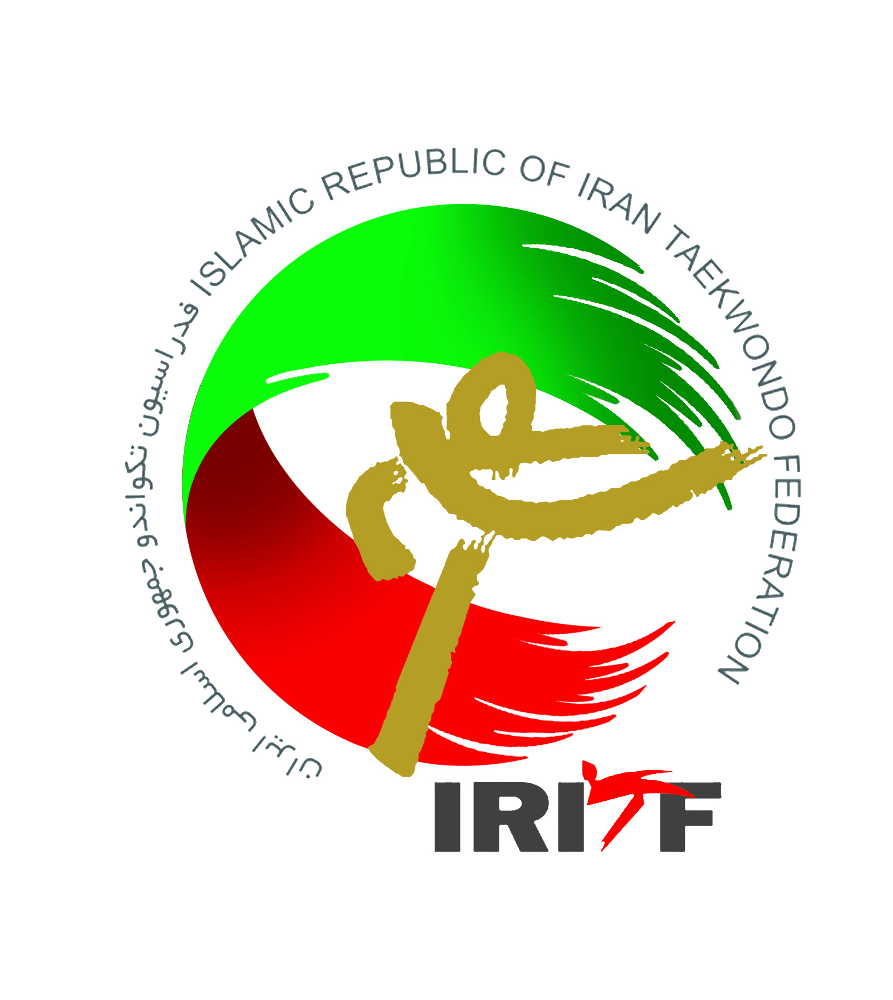 ISLAMIC REPUBLIC OF IRAN TAEKWONDO FEDERATION
فدراسیون تکواندو جمهوری اسلامی ایران
IRITF